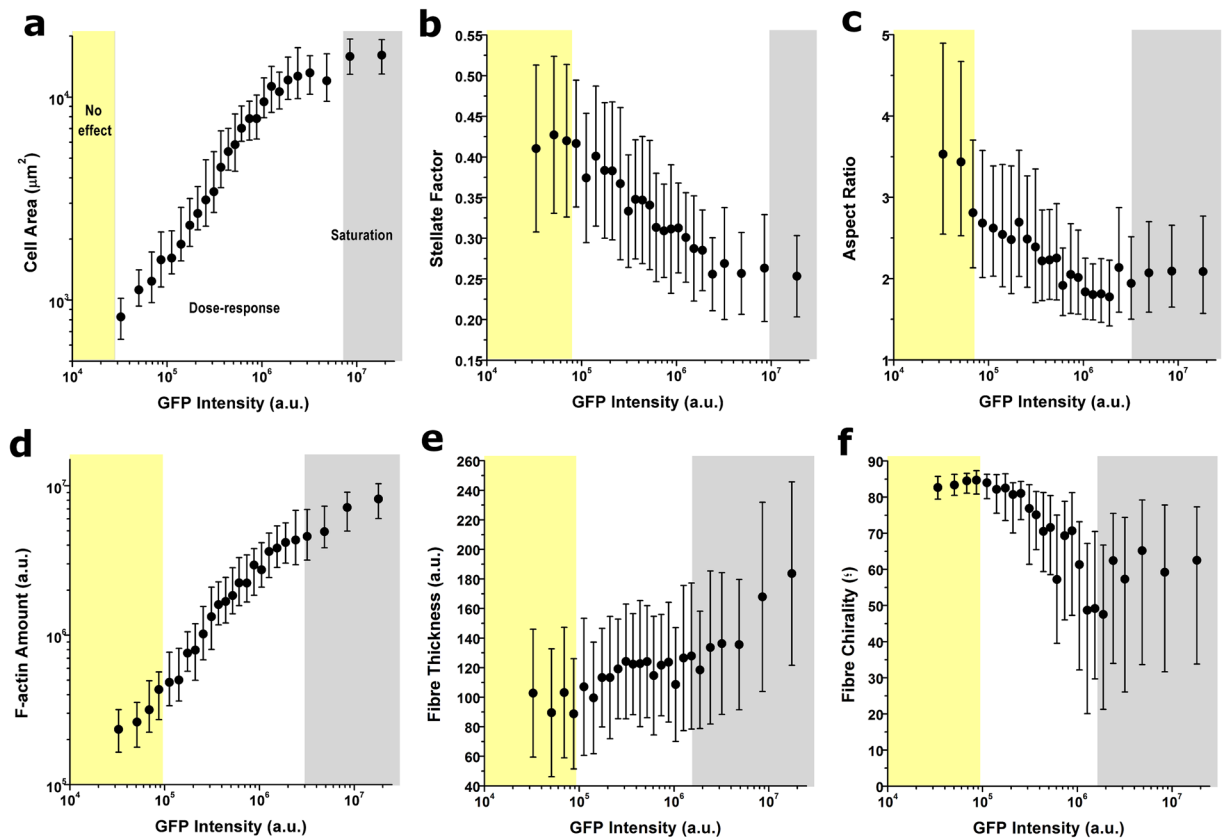 a
Cell Area (μm²)
10⁴
10³
No
effect
Dose-response
Saturation
10⁴ 10⁵ 10⁶ 10⁷
GFP Intensity (a.u.)
b
Stellate Factor
0.55
0.50
0.45
0.40
0.35
0.30
0.25
0.20
0.15
10⁴ 10⁵ 10⁶ 10⁷
GFP Intensity (a.u.)
c
Aspect Ratio
5
4
3
2
1
10⁴ 10⁵ 10⁶ 10⁷
GFP Intensity (a.u.)
d
F-actin Amount (a.u.)
10⁷
10⁶
10⁵
10⁴ 10⁵ 10⁶ 10⁷
GFP Intensity (a.u.)
e
Fibre Thickness (a.u.)
260
240
220
200
180
160
140
120
100
80
60
40
10⁴ 10⁵ 10⁶ 10⁷
GFP Intensity (a.u.)
f
Fibre Chirality
90
80
70
60
50
40
30
20
10
0
10⁴ 10⁵ 10⁶ 10⁷
GFP Intensity (a.u.)